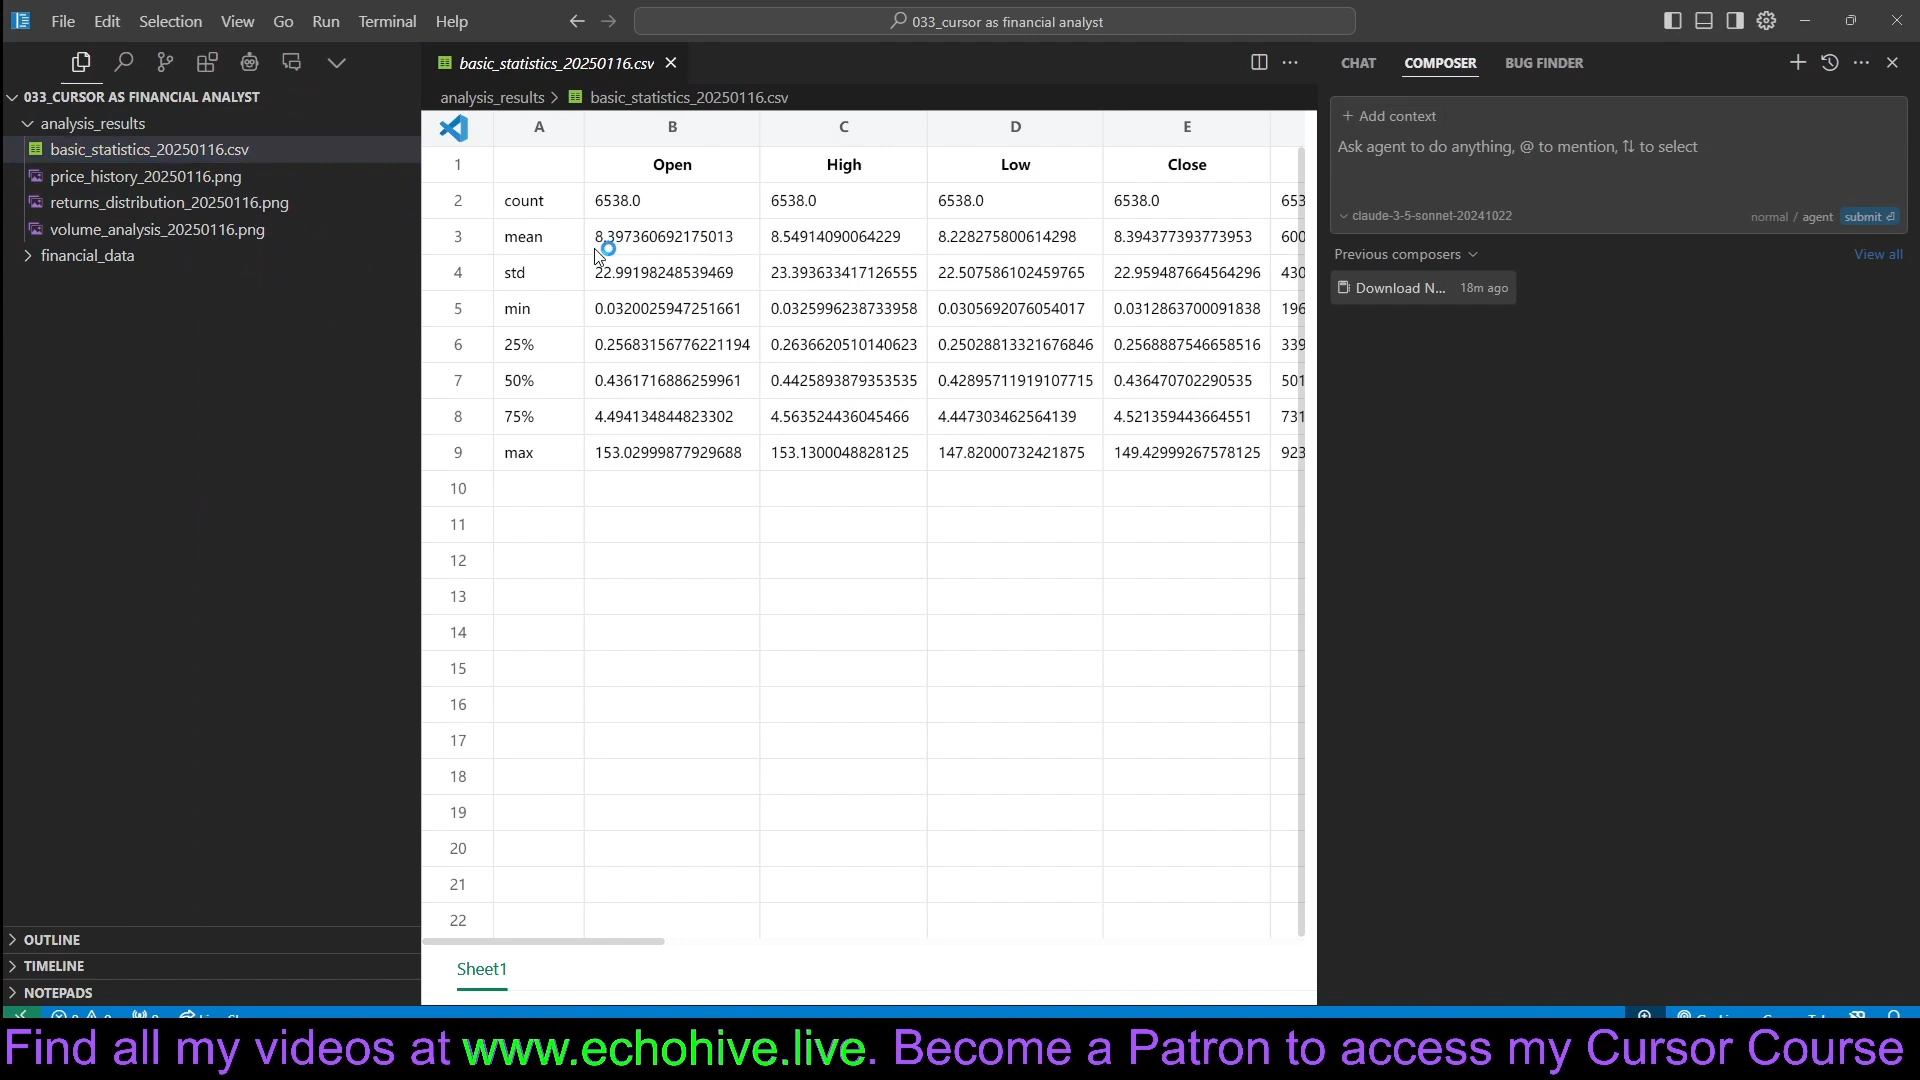 File Edit Selection View Go Run Terminal Help
033_cursor as financial analyst
033_CURSOR AS FINANCIAL ANALYST
analysis_results
basic_statistics_20250116.csv
price_history_20250116.png
returns_distribution_20250116.png
volume_analysis_20250116.png
financial_data
OUTLINE
TIMELINE
NOTEPADS
basic_statistics_20250116.csv
analysis_results > basic_statistics_20250116.csv
A B C D E
1 Open High Low Close
2 count 6538.0 6538.0 6538.0 6538.0 653
3 mean 8.397360692175013 8.54914090064229 8.228275800614298 8.394377393773953 600
4 std 22.99198248539469 23.393633417126555 22.507586102459765 22.959487664564296 430
5 min 0.0320025947251661 0.0325996238733958 0.0305692076054017 0.0312863700091838 196
6 25% 0.25683156776221194 0.2636620510140623 0.25028813321676846 0.2568887546658516 339
7 50% 0.4361716886259961 0.4425893879353535 0.42895711919107715 0.436470702290535 501
8 75% 4.494134844823302 4.563524436045466 4.447303462564139 4.521359443664551 731
9 max 153.02999877929688 153.1300048828125 147.82000732421875 149.42999267578125 923
10
11
12
13
14
15
16
17
18
19
20
21
22
Sheet1
CHAT COMPOSER BUG FINDER
+ Add context
Ask agent to do anything, @ to mention, ⇅ to select
claude-3-5-sonnet-20241022 normal / agent submit ⏎
Previous composers View all
Download N... 18m ago
Find all my videos at www.echohive.live. Become a Patron to access my Cursor Course